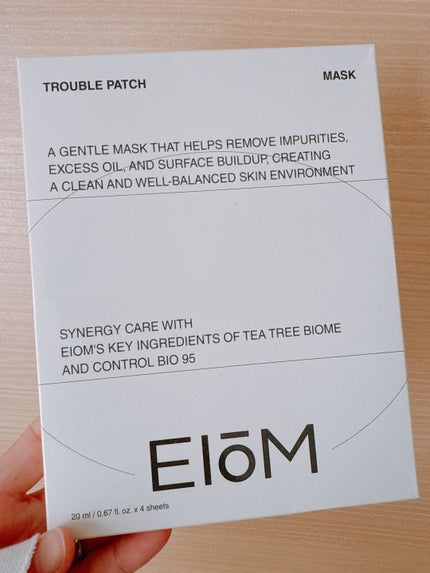 TROUBLE PATCH
MASK
A GENTLE MASK THAT HELPS REMOVE IMPURITIES,
EXCESS OIL, AND SURFACE BUILDUP, CREATING
A CLEAN AND WELL-BALANCED SKIN ENVIRONMENT
SYNERGY CARE WITH
EIOM'S KEY INGREDIENTS OF TEA TREE BIOME
AND CONTROL BIO 95
EIōM
20 ml / 0.67 fl. oz. x 4 sheets